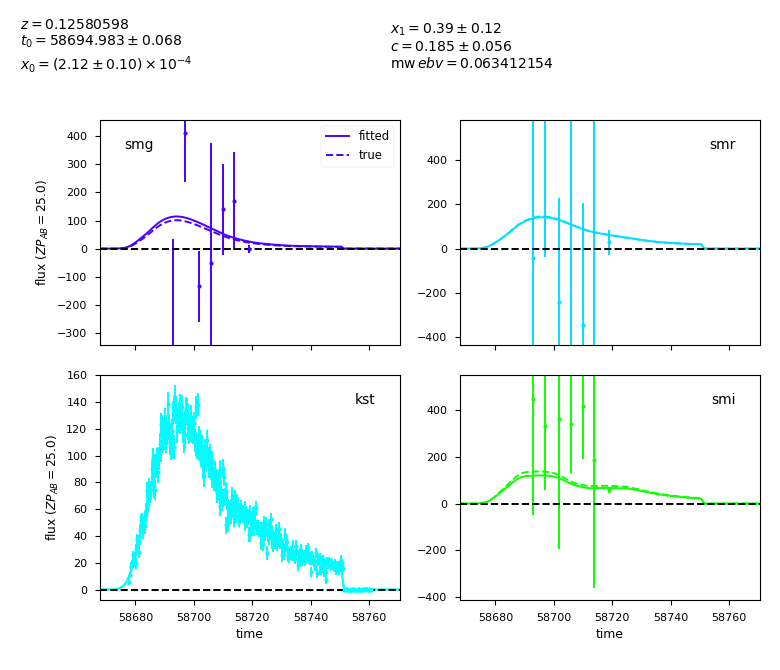 z = 0.12580598
t₀ = 58694.983 ± 0.068
x₀ = (2.12 ± 0.10) × 10⁻⁴
x₁ = 0.39 ± 0.12
c = 0.185 ± 0.056
mw ebv = 0.063412154
smg
fitted
true
400
300
200
100
0
−100
−200
−300
flux (ZP_AB = 25.0)
smr
400
200
0
−200
−400
kst
160
140
120
100
80
60
40
20
0
flux (ZP_AB = 25.0)
58680 58700 58720 58740 58760
time
smi
400
200
0
−200
−400
58680 58700 58720 58740 58760
time